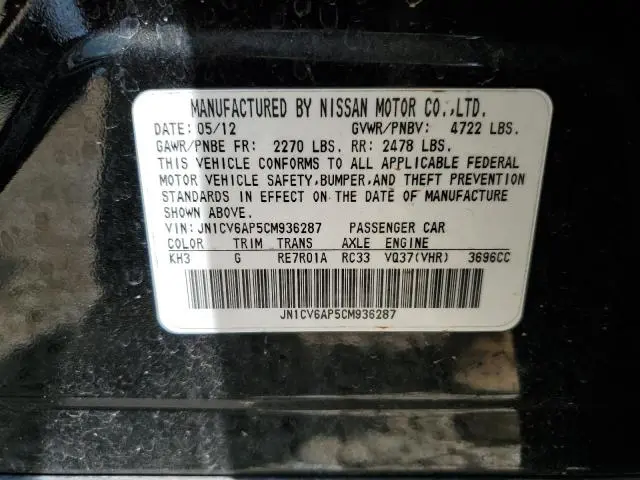 MANUFACTURED BY NISSAN MOTOR CO.,LTD.
DATE: 05/12 GVWR/PNBV: 4722 LBS.
GAWR/PNBE FR: 2270 LBS. RR: 2478 LBS.
THIS VEHICLE CONFORMS TO ALL APPLICABLE FEDERAL
MOTOR VEHICLE SAFETY,BUMPER,AND THEFT PREVENTION
STANDARDS IN EFFECT ON THE DATE OF MANUFACTURE
SHOWN ABOVE.
VIN:JN1CV6AP5CM936287 PASSENGER CAR
COLOR TRIM TRANS AXLE ENGINE
KH3 G RE7R01A RC33 VQ37(VHR) 3696CC
JN1CV6AP5CM936287